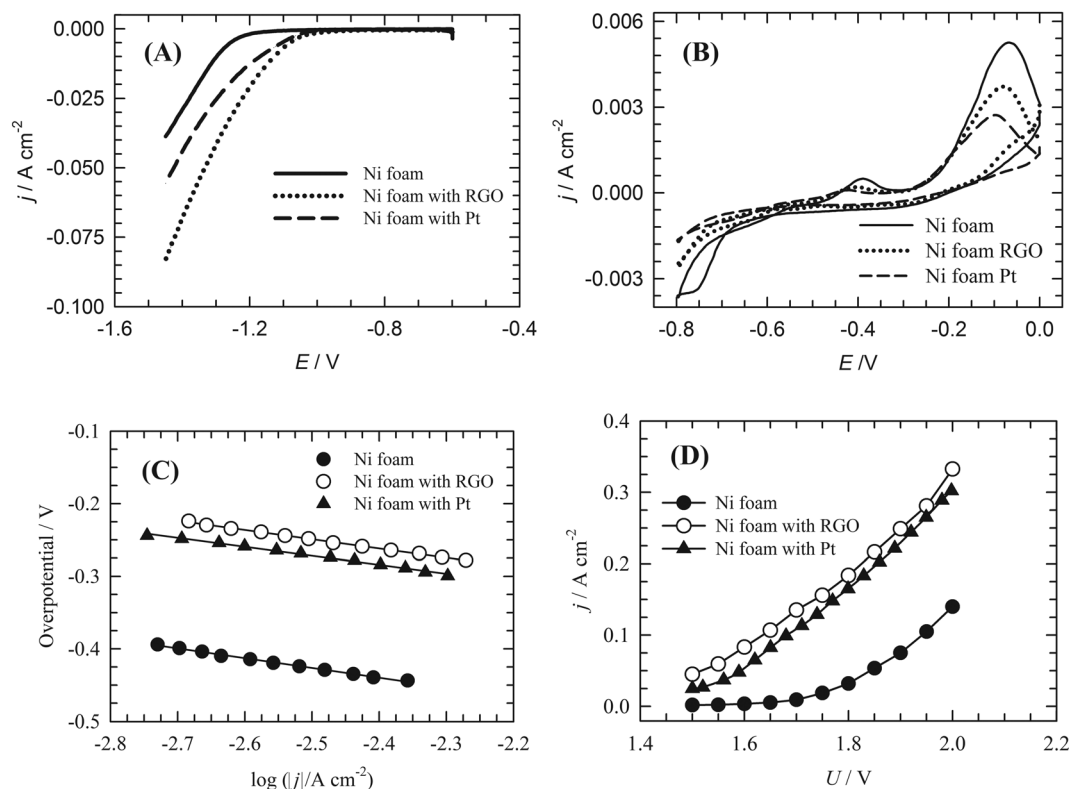 (A)
j / A cm-2
0.000
-0.025
-0.050
-0.075
-0.100
Ni foam
Ni foam with RGO
Ni foam with Pt
-1.6 -1.2 -0.8 -0.4
E / V
(B)
j / A cm-2
0.006
0.003
0.000
-0.003
Ni foam
Ni foam RGO
Ni foam Pt
-0.8 -0.6 -0.4 -0.2 0.0
E /V
(C)
Overpotential / V
-0.1
-0.2
-0.3
-0.4
-0.5
Ni foam
Ni foam with RGO
Ni foam with Pt
-2.8 -2.7 -2.6 -2.5 -2.4 -2.3 -2.2
log (|j|/A cm-2)
(D)
j / A cm-2
0.4
0.3
0.2
0.1
0.0
Ni foam
Ni foam with RGO
Ni foam with Pt
1.4 1.6 1.8 2.0 2.2
U / V